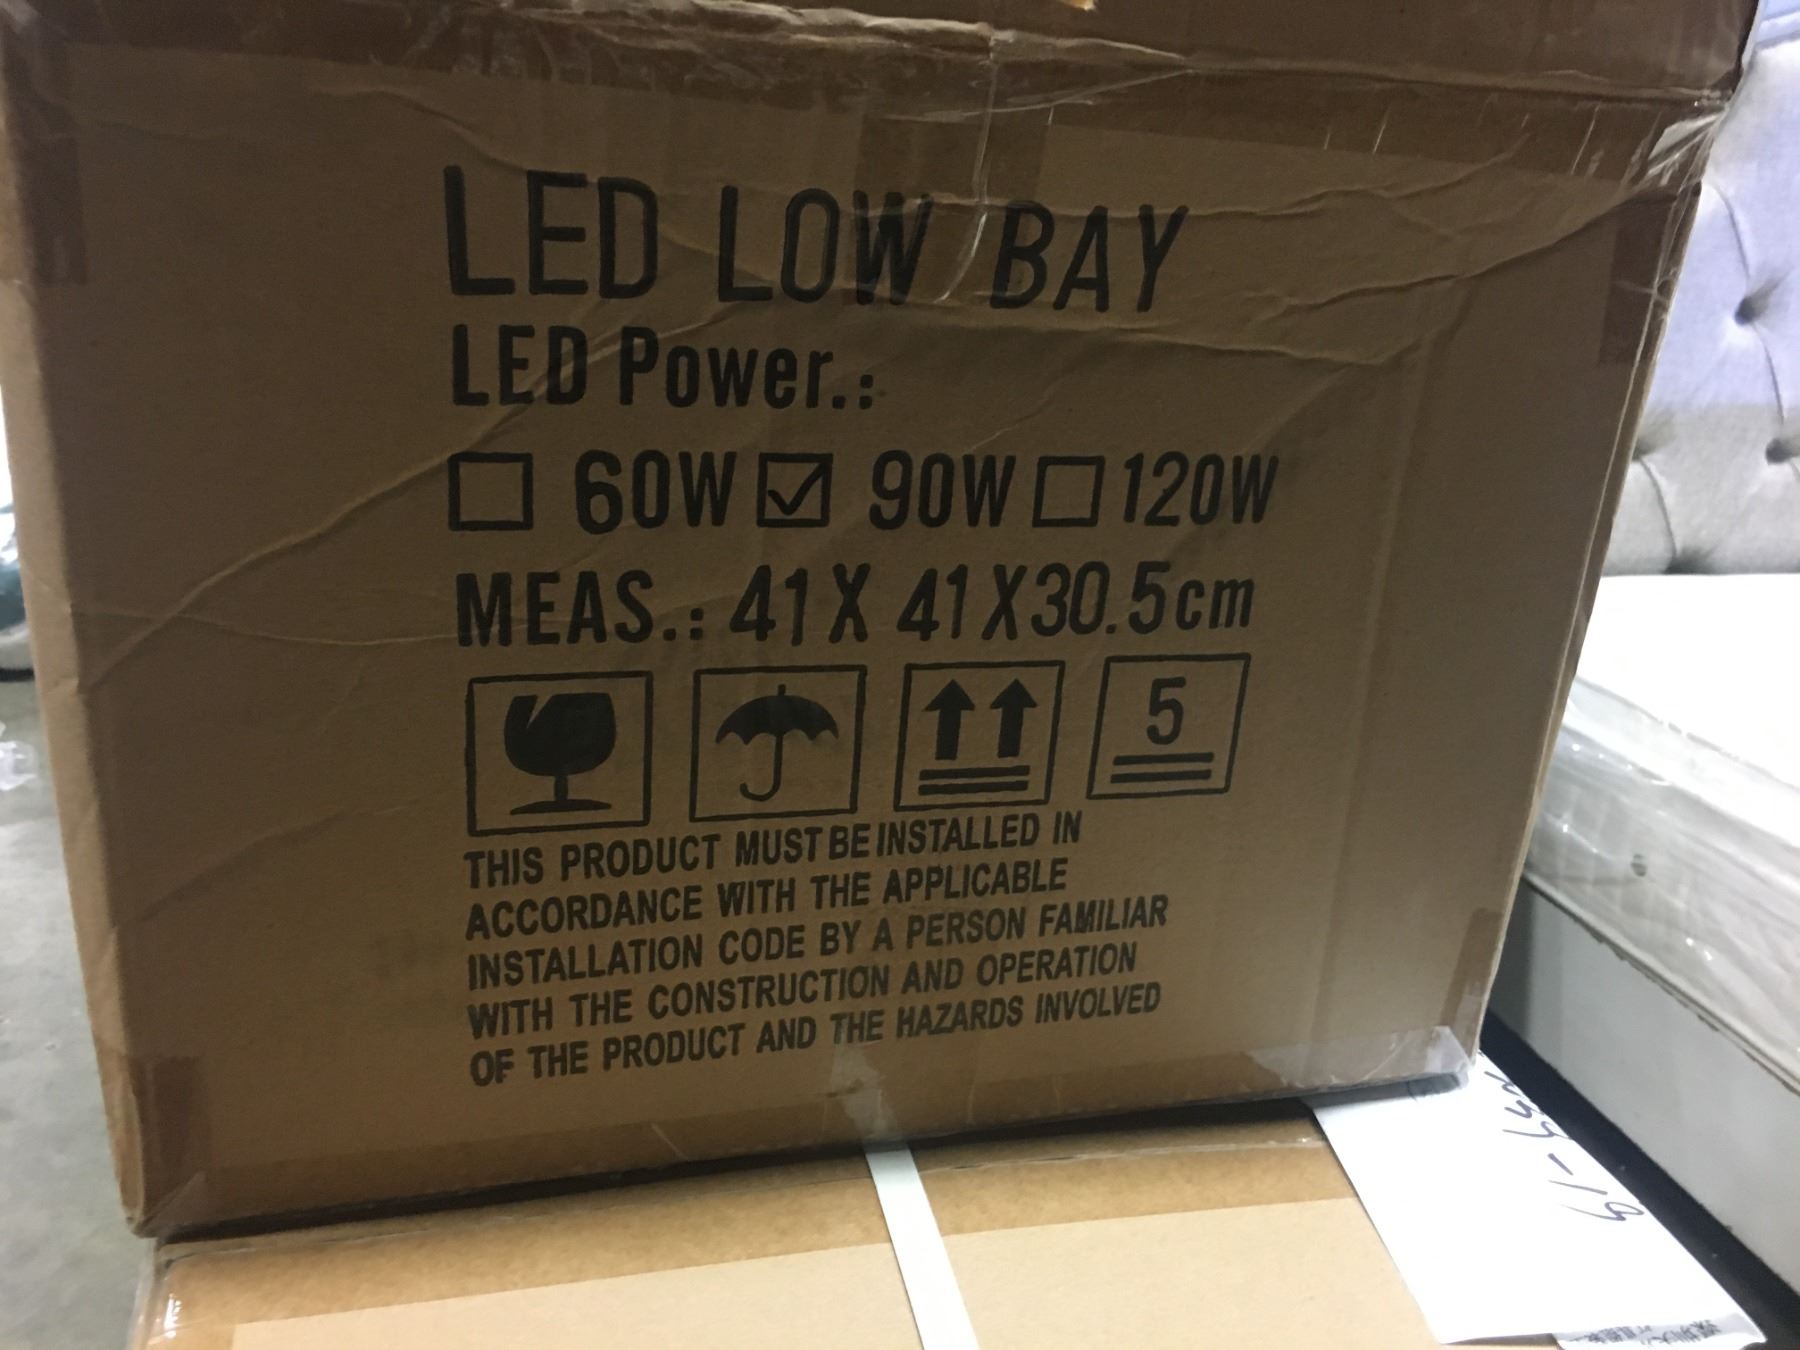 LED LOW BAY
LED Power.:
60W 90W 120W
MEAS.: 41 X 41 X 30.5cm
5
THIS PRODUCT MUST BE INSTALLED IN
ACCORDANCE WITH THE APPLICABLE
INSTALLATION CODE BY A PERSON FAMILIAR
WITH THE CONSTRUCTION AND OPERATION
OF THE PRODUCT AND THE HAZARDS INVOLVED